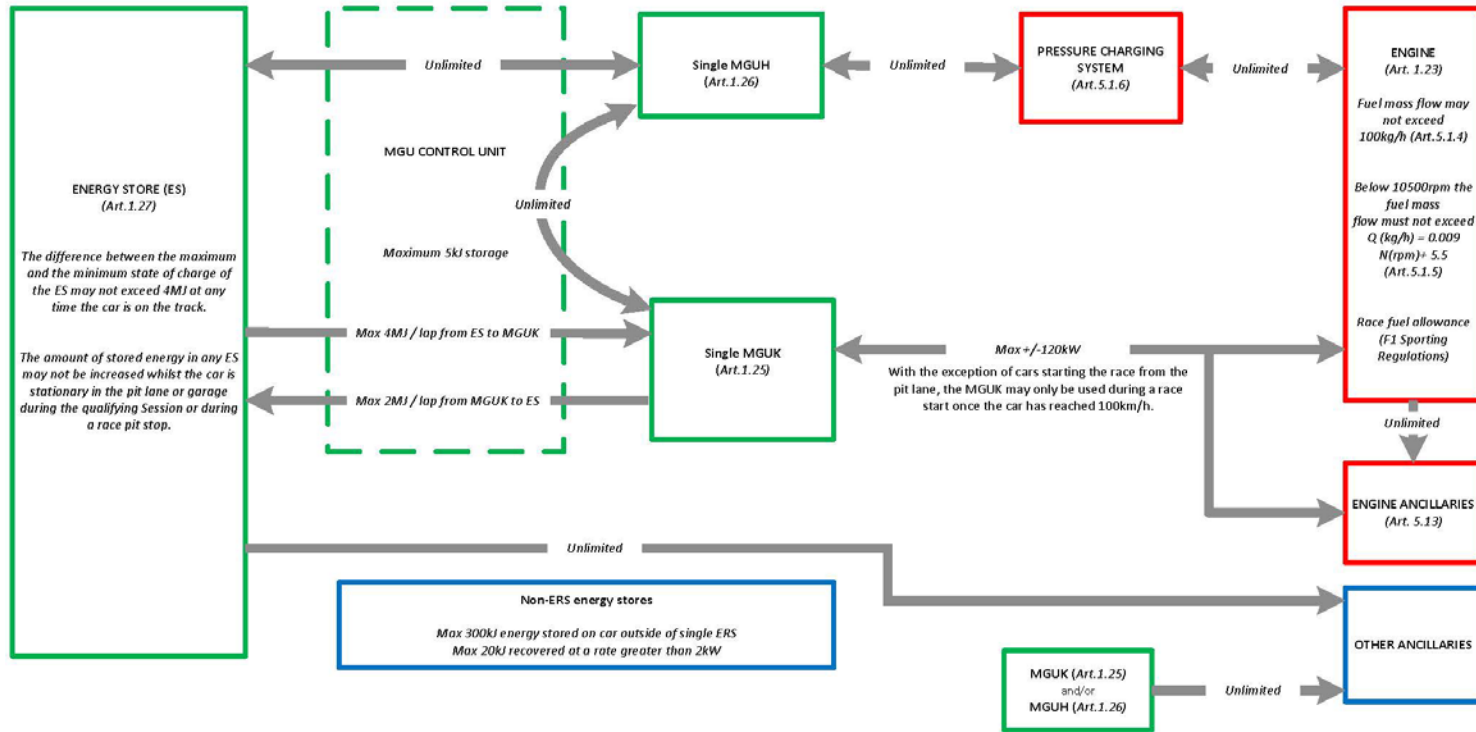 ENERGY STORE (ES)
(Art.1.27)
The difference between the maximum
and the minimum state of charge of
the ES may not exceed 4MJ at any
time the car is on the track.
The amount of stored energy in any ES
may not be increased whilst the car is
stationary in the pit lane or garage
during the qualifying Session or during
a race pit stop.
Unlimited
MGU CONTROL UNIT
Maximum 5kJ storage
Max 4MJ / lap from ES to MGUK
Max 2MJ / lap from MGUK to ES
Single MGUH
(Art.1.26)
Unlimited
Single MGUK
(Art.1.25)
Unlimited
PRESSURE CHARGING
SYSTEM
(Art.5.1.6)
Unlimited
ENGINE
(Art. 1.23)
Fuel mass flow may
not exceed
100kg/h (Art.5.1.4)
Below 10500rpm the
fuel mass
flow must not exceed
Q (kg/h) = 0.009
N(rpm)+ 5.5
(Art.5.1.5)
Race fuel allowance
(F1 Sporting
Regulations)
Max +/-120kW
With the exception of cars starting the race from the
pit lane, the MGUK may only be used during a race
start once the car has reached 100km/h.
Unlimited
ENGINE ANCILLARIES
(Art. 5.13)
Unlimited
Non-ERS energy stores
Max 300kJ energy stored on car outside of single ERS
Max 20kJ recovered at a rate greater than 2kW
OTHER ANCILLARIES
MGUK (Art.1.25)
and/or
MGUH (Art.1.26)
Unlimited